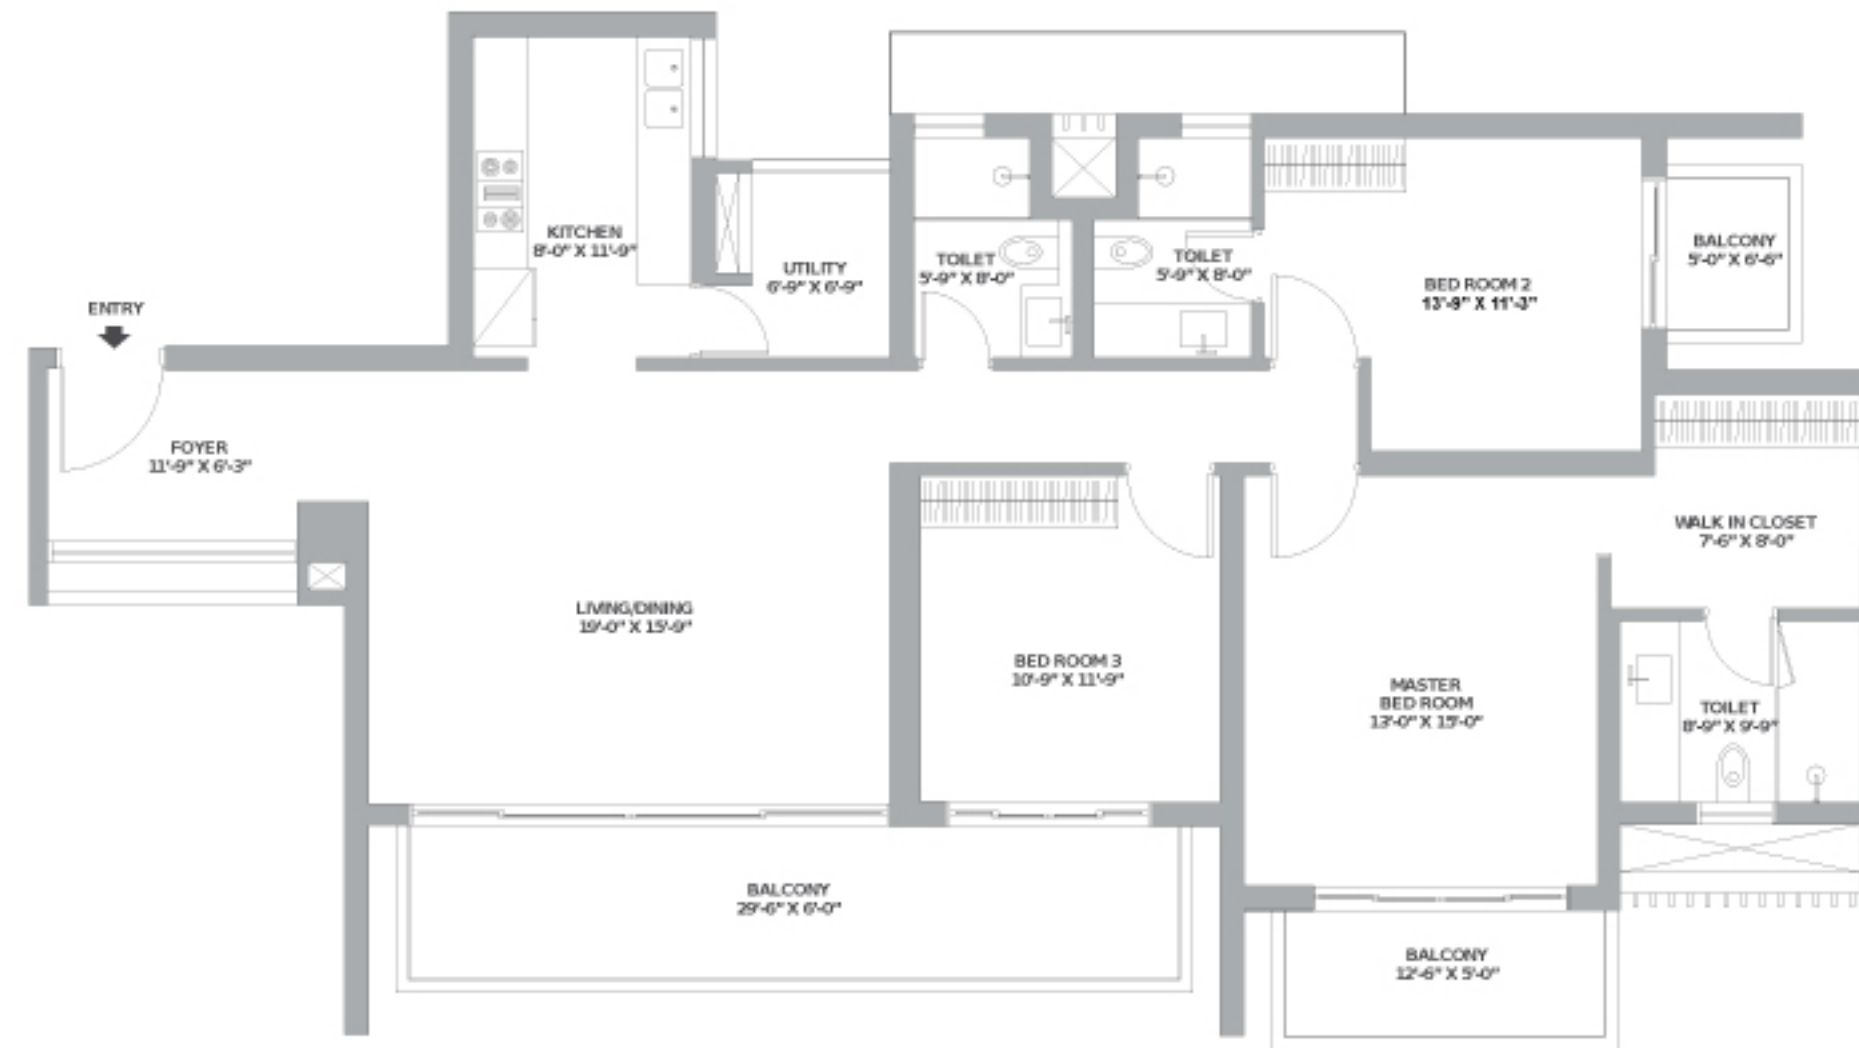 ENTRY
FOYER
11'-9" X 6'-3"
KITCHEN
8'-0" X 11'-9"
UTILITY
6'-9" X 6'-9"
TOILET
5'-9" X 8'-0"
TOILET
5'-9" X 8'-0"
BED ROOM 2
13'-9" X 11'-3"
BALCONY
5'-0" X 6'-6"
WALK IN CLOSET
7'-6" X 8'-0"
LIVING/DINING
19'-0" X 15'-9"
BED ROOM 3
10'-9" X 11'-9"
MASTER
BED ROOM
13'-0" X 15'-0"
TOILET
8'-9" X 9'-9"
BALCONY
29'-6" X 6'-0"
BALCONY
12'-6" X 5'-0"